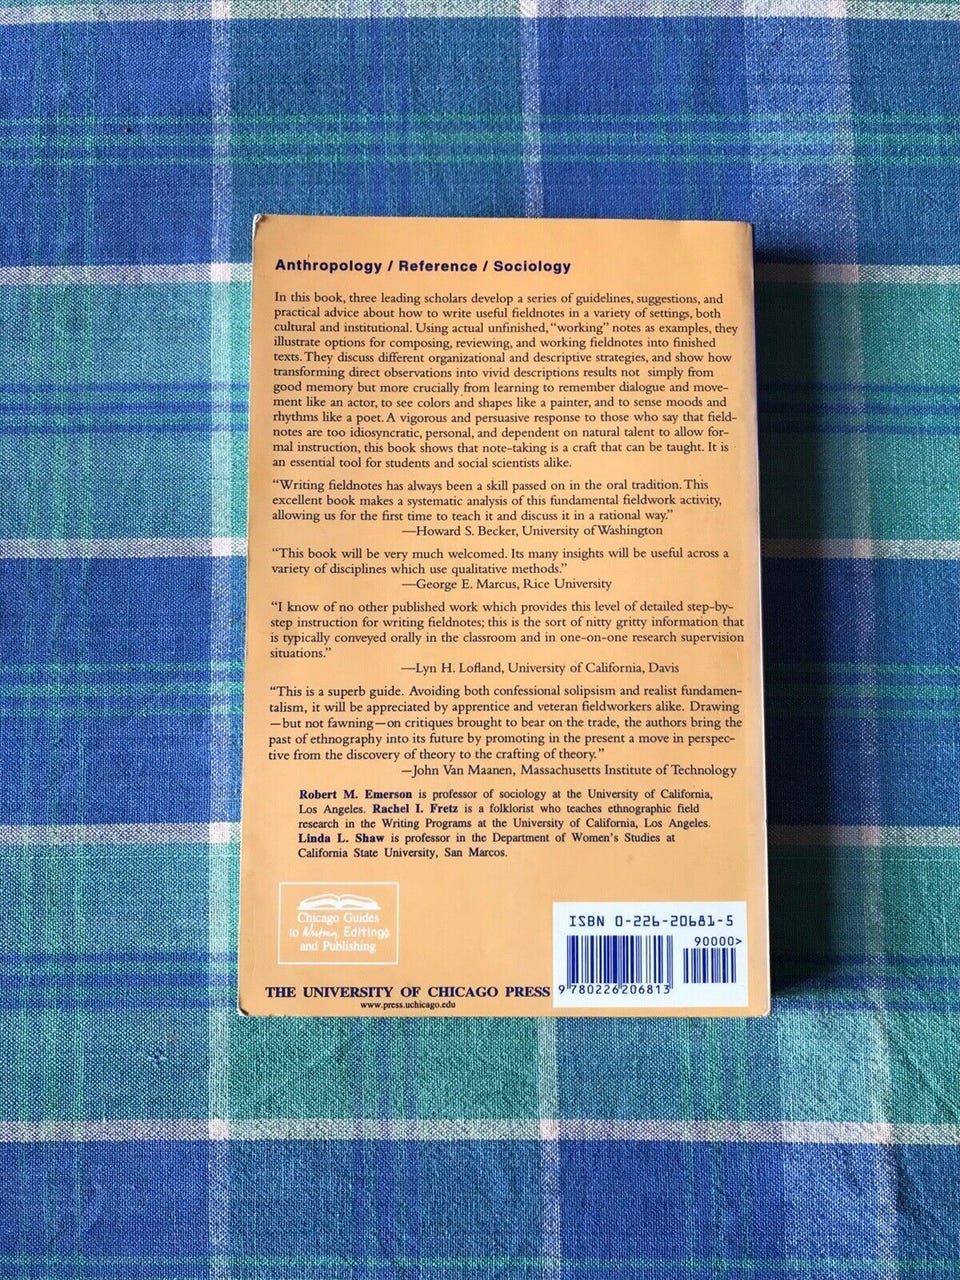 Anthropology / Reference / Sociology
In this book, three leading scholars develop a series of guidelines, suggestions, and
practical advice about how to write useful fieldnotes in a variety of settings, both
cultural and institutional. Using actual unfinished, “working” notes as examples, they
illustrate options for composing, reviewing, and working fieldnotes into finished
texts. They discuss different organizational and descriptive strategies, and show how
transforming direct observations into vivid descriptions results not simply from
good memory but more crucially from learning to remember dialogue and move-
ment like an actor, to see colors and shapes like a painter, and to sense moods and
rhythms like a poet. A vigorous and persuasive response to those who say that field-
notes are too idiosyncratic, personal, and dependent on natural talent to allow for-
mal instruction, this book shows that note-taking is a craft that can be taught. It is
an essential tool for students and social scientists alike.
“Writing fieldnotes has always been a skill passed on in the oral tradition. This
excellent book makes a systematic analysis of this fundamental fieldwork activity,
allowing us for the first time to teach it and discuss it in a rational way.”
—Howard S. Becker, University of Washington
“This book will be very much welcomed. Its many insights will be useful across a
variety of disciplines which use qualitative methods.”
—George E. Marcus, Rice University
“I know of no other published work which provides this level of detailed step-by-
step instruction for writing fieldnotes; this is the sort of nitty gritty information that
is typically conveyed orally in the classroom and in one-on-one research supervision
situations.”
—Lyn H. Lofland, University of California, Davis
“This is a superb guide. Avoiding both confessional solipsism and realist fundamen-
talism, it will be appreciated by apprentice and veteran fieldworkers alike. Drawing
—but not fawning—on critiques brought to bear on the trade, the authors bring the
past of ethnography into its future by promoting in the present a move in perspec-
tive from the discovery of theory to the crafting of theory.”
—John Van Maanen, Massachusetts Institute of Technology
Robert M. Emerson is professor of sociology at the University of California,
Los Angeles. Rachel I. Fretz is a folklorist who teaches ethnographic field
research in the Writing Programs at the University of California, Los Angeles.
Linda L. Shaw is professor in the Department of Women's Studies at
California State University, San Marcos.
Chicago Guides
to Writing, Editing,
and Publishing
THE UNIVERSITY OF CHICAGO PRESS
www.press.uchicago.edu
ISBN 0-226-20681-5
90000>
9 780226 206813